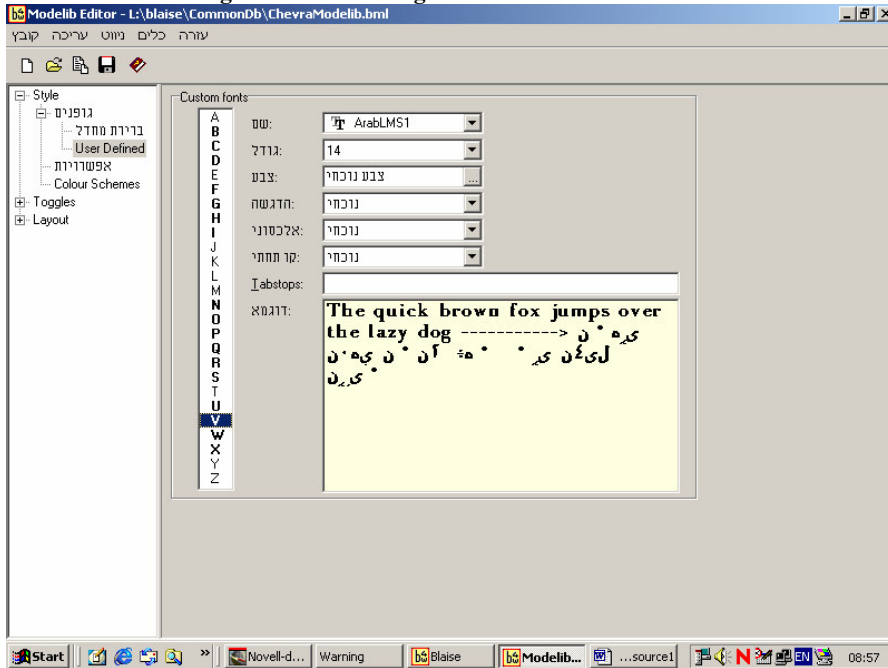 Modelib Editor - L:\blaise\CommonDb\ChevraModelib.bml
קובץ עריכה ניווט כלים עזרה
Style
גופנים
ברירת מחדל
User Defined
אפשרויות
Colour Schemes
Toggles
Layout
Custom fonts
A
B
C
D
E
F
G
H
I
J
K
L
M
N
O
P
Q
R
S
T
U
V
W
X
Y
Z
שם: ArabLMS1
גודל: 14
צבע: צבע נוכחי ...
הדגשה: נוכחי
אלכסוני: נוכחי
קו תחתי: נוכחי
Tabstops:
דוגמא:
The quick brown fox jumps over
the lazy dog ----------->
Start » Novell-d... Warning Blaise Modelib... ...source1 EN 08:57